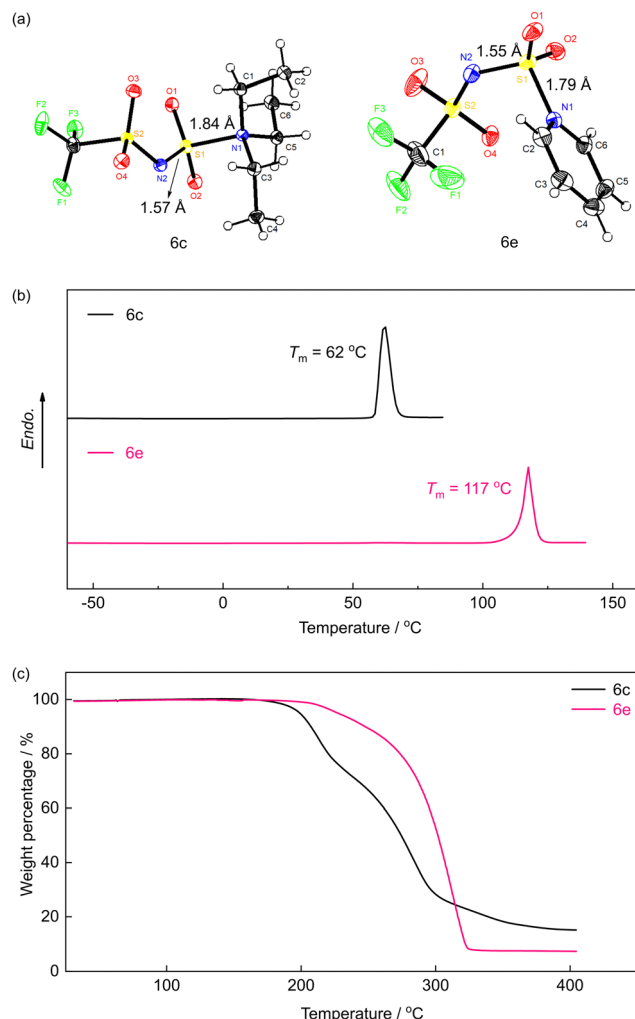 (a)
O3
O1
F2
F3
S2
1.84 Å
S1
O4
N2
O2
1.57 Å
F1
C1
C2
C6
N1
C5
C3
C4
6c
O1
1.55 Å
O2
N2
O3
S1
1.79 Å
S2
F3
N1
O4
C1
C2
C6
F2
F1
C3
C5
C4
6e
(b)
6c
Tm = 62 °C
Endo.
6e
Tm = 117 °C
-50 0 50 100 150
Temperature / °C
(c)
6c
6e
100
80
60
40
20
0
Weight percentage / %
100 200 300 400
Temperature / °C